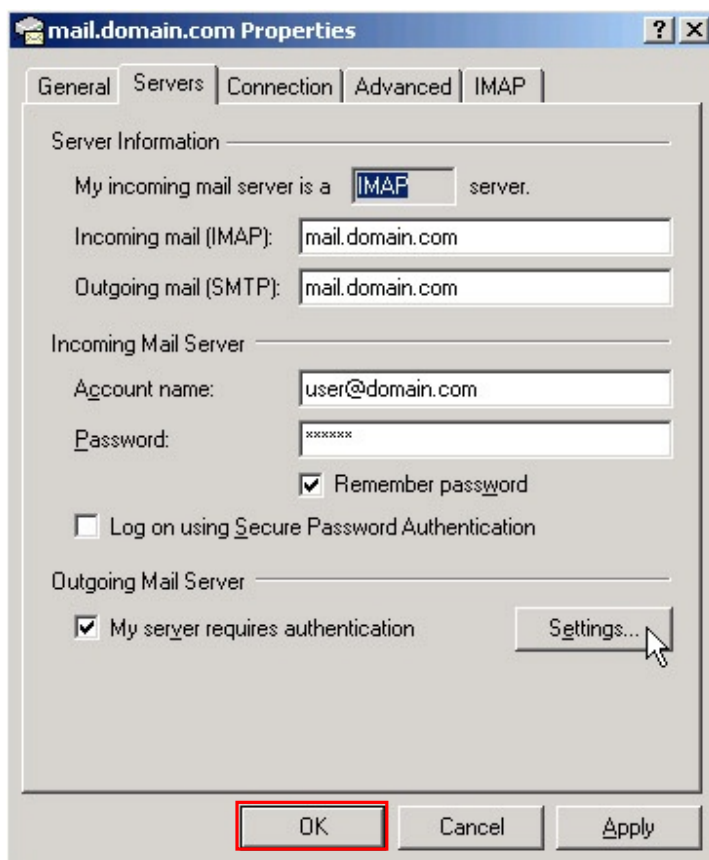 mail.domain.com Properties
? X
General Servers Connection Advanced IMAP
Server Information
My incoming mail server is a IMAP server.
Incoming mail (IMAP): mail.domain.com
Outgoing mail (SMTP): mail.domain.com
Incoming Mail Server
Account name: user@domain.com
Password: ******
Remember password
Log on using Secure Password Authentication
Outgoing Mail Server
My server requires authentication Settings...
OK Cancel Apply